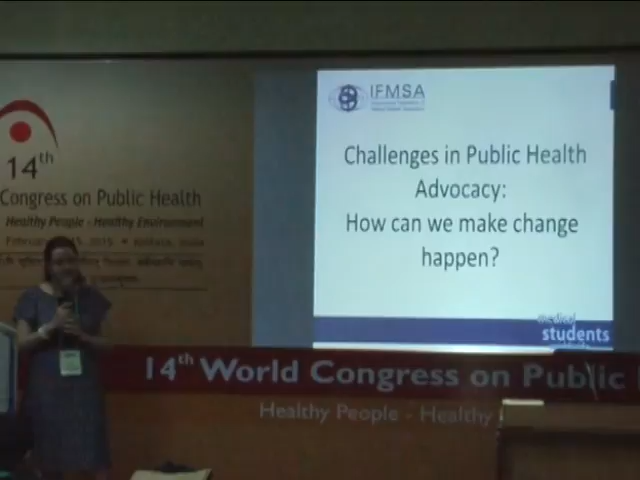 14th
Congress on Public Health
Healthy People - Healthy Environment
IFMSA
Challenges in Public Health
Advocacy:
How can we make change
happen?
medical
students
14th World Congress on Public
Healthy People - Healthy